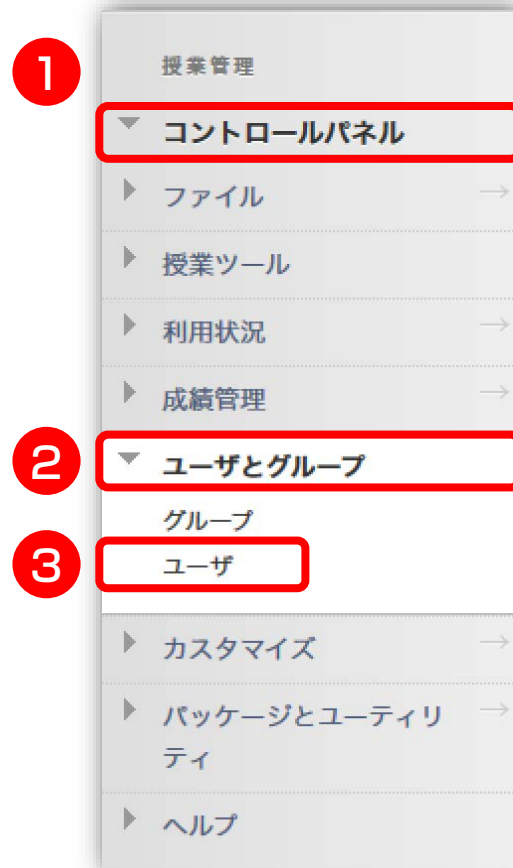 授業管理
1
コントロールパネル
ファイル →
授業ツール
利用状況 →
成績管理 →
2
ユーザとグループ
グループ
3
ユーザ
カスタマイズ →
パッケージとユーティリ →
ティ
ヘルプ